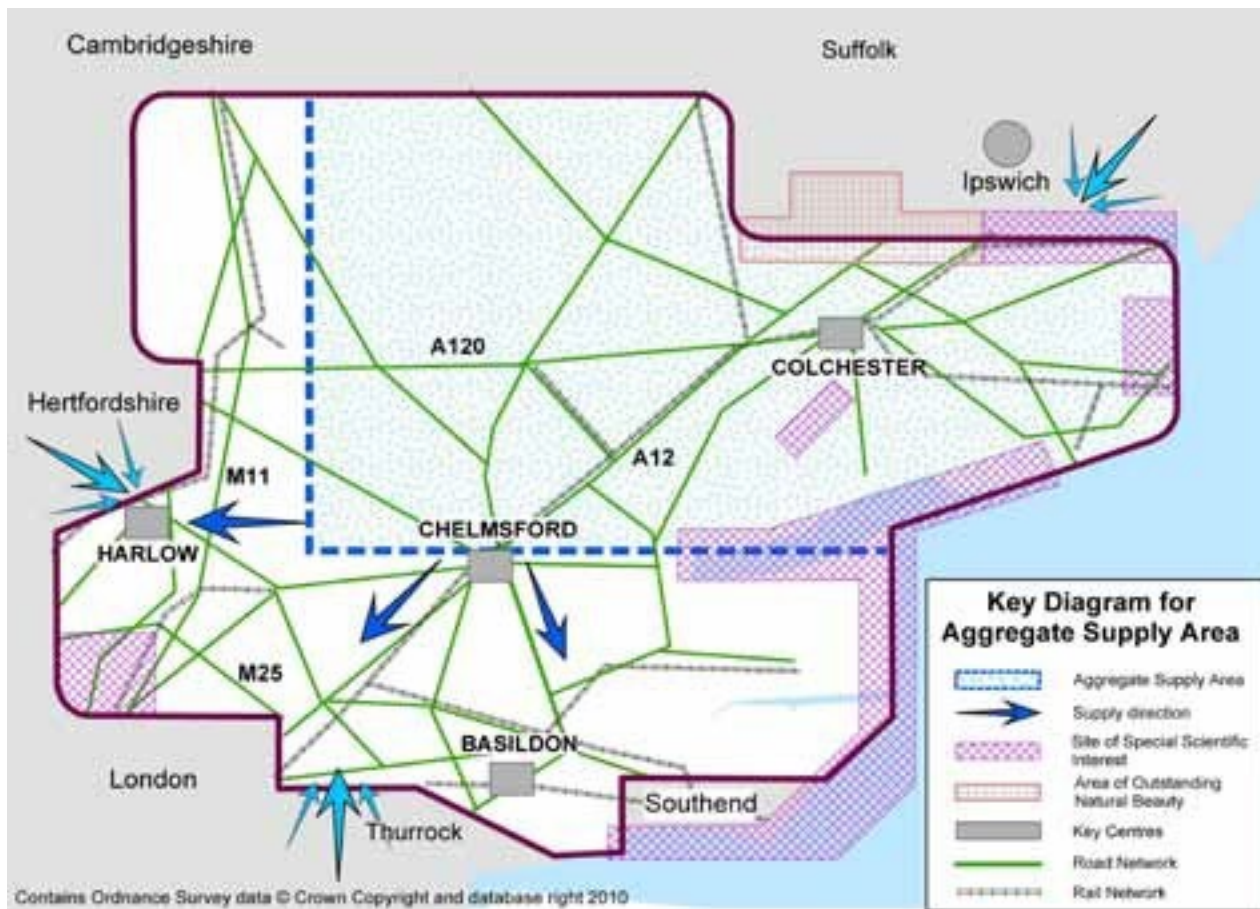 Cambridgeshire
Suffolk
Ipswich
A120
COLCHESTER
Hertfordshire
A12
M11
CHELMSFORD
HARLOW
M25
BASILDON
London
Southend
Thurrock
Key Diagram for
Aggregate Supply Area
Aggregate Supply Area
Supply direction
Site of Special Scientific
Interest
Area of Outstanding
Natural Beauty
Key Centres
Road Network
Rail Network
Contains Ordnance Survey data © Crown Copyright and database right 2010